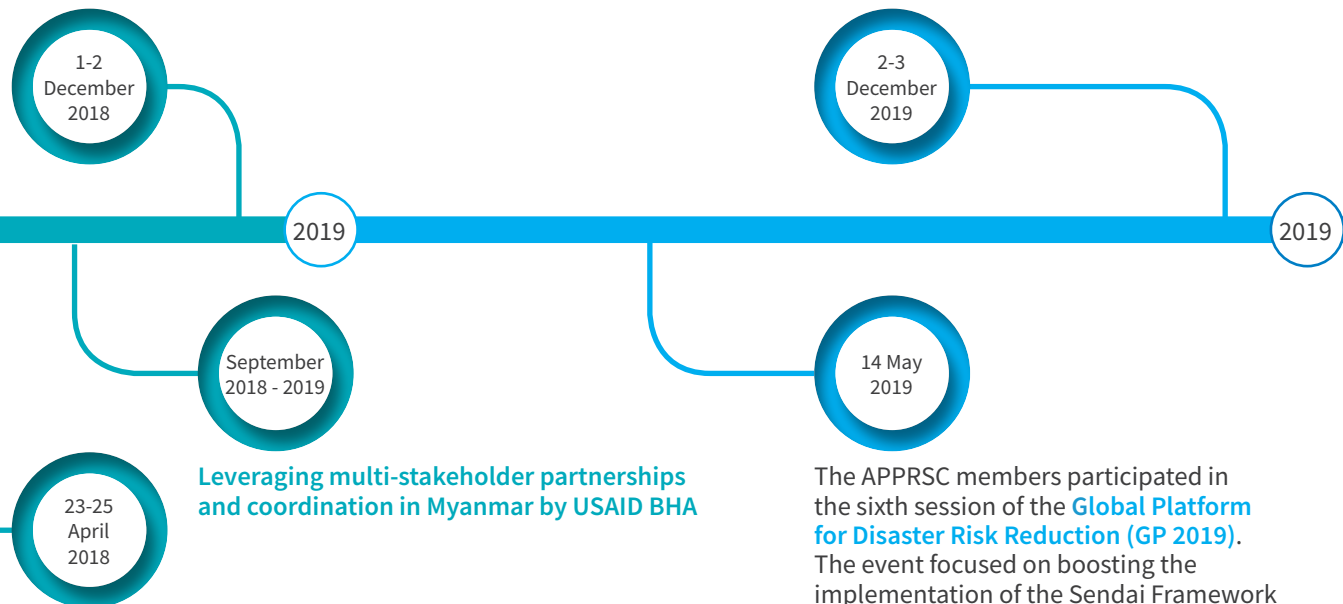 1-2
December
2018
2-3
December
2019
2019
2019
September
2018 - 2019
14 May
2019
Leveraging multi-stakeholder partnerships
and coordination in Myanmar by USAID BHA
23-25
April
2018
The APPRSC members participated in
the sixth session of the Global Platform
for Disaster Risk Reduction (GP 2019).
The event focused on boosting the
implementation of the Sendai Framework